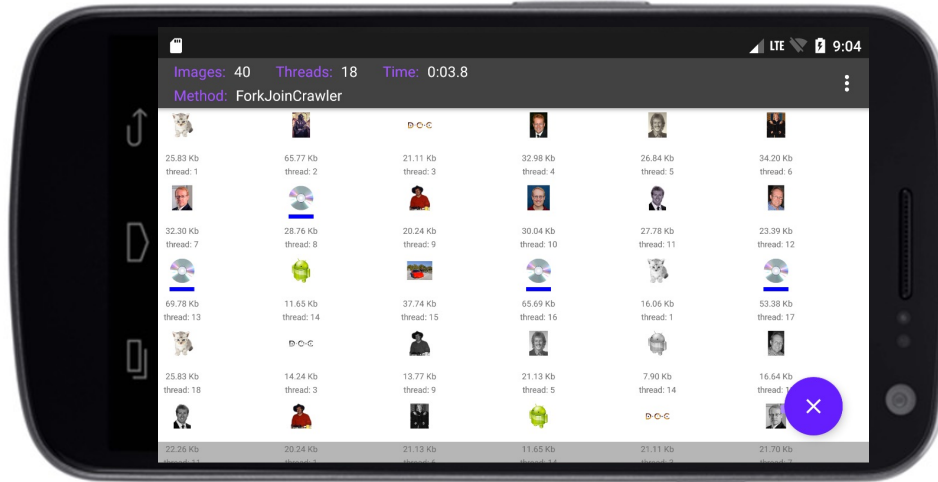 LTE 9:04
Images: 40 Threads: 18 Time: 0:03.8
Method: ForkJoinCrawler
D·O·C
25.83 Kb 65.77 Kb 21.11 Kb 32.98 Kb 26.84 Kb 34.20 Kb
thread: 1 thread: 2 thread: 3 thread: 4 thread: 5 thread: 6
32.30 Kb 28.76 Kb 20.24 Kb 30.04 Kb 27.78 Kb 23.39 Kb
thread: 7 thread: 8 thread: 9 thread: 10 thread: 11 thread: 12
69.78 Kb 11.65 Kb 37.74 Kb 65.69 Kb 16.06 Kb 53.38 Kb
thread: 13 thread: 14 thread: 15 thread: 16 thread: 1 thread: 17
D·O·C
25.83 Kb 14.24 Kb 13.77 Kb 21.13 Kb 7.90 Kb 16.64 Kb
thread: 18 thread: 3 thread: 9 thread: 5 thread: 14 thread:
D·O·C
22.26 Kb 20.24 Kb 21.13 Kb 11.65 Kb 21.11 Kb 21.70 Kb